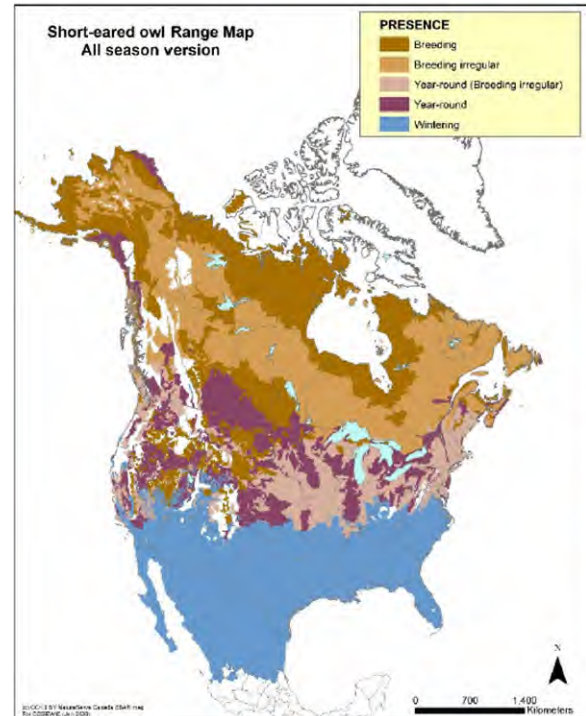 Short-eared owl Range Map
All season version
PRESENCE
Breeding
Breeding irregular
Year-round (Breeding irregular)
Year-round
Wintering
N
0 700 1,400
Kilometers